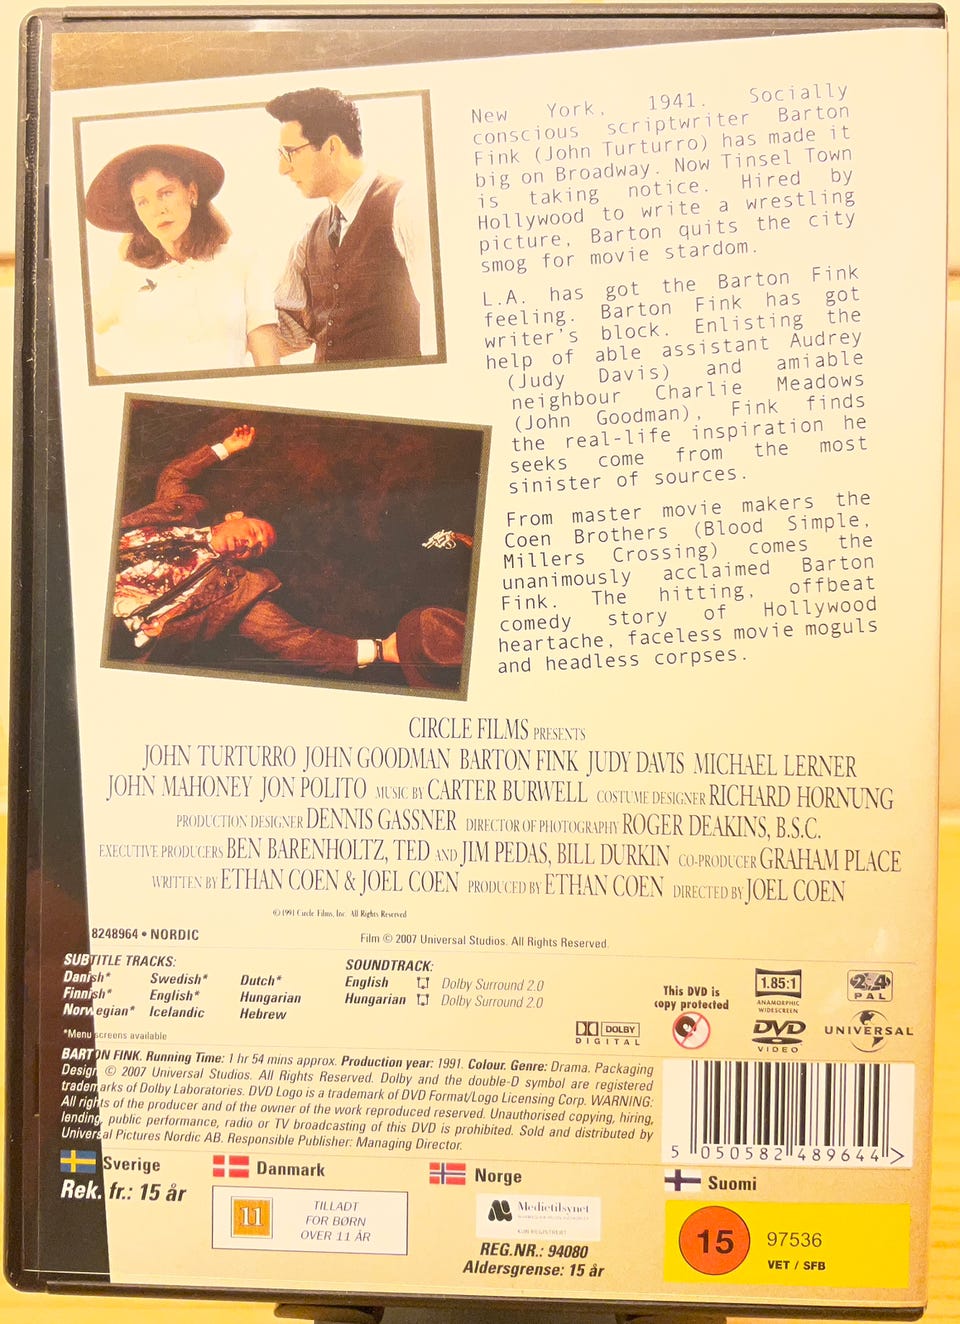 New York, 1941. Socially
conscious scriptwriter Barton
Fink (John Turturro) has made it
big on Broadway. Now Tinsel Town
is taking notice. Hired by
Hollywood to write a wrestling
picture, Barton quits the city
smog for movie stardom.
L.A. has got the Barton Fink
feeling. Barton Fink has got
writer's block. Enlisting the
help of able assistant Audrey
(Judy Davis) and amiable
neighbour Charlie Meadows
(John Goodman), Fink finds
the real-life inspiration he
seeks come from the most
sinister of sources.
From master movie makers the
Coen Brothers (Blood Simple,
Millers Crossing) comes the
unanimously acclaimed Barton
Fink. The hitting, offbeat
comedy story of Hollywood
heartache, faceless movie moguls
and headless corpses.
CIRCLE FILMS PRESENTS
JOHN TURTURRO JOHN GOODMAN BARTON FINK JUDY DAVIS MICHAEL LERNER
JOHN MAHONEY JON POLITO MUSIC BY CARTER BURWELL COSTUME DESIGNER RICHARD HORNUNG
PRODUCTION DESIGNER DENNIS GASSNER DIRECTOR OF PHOTOGRAPHY ROGER DEAKINS, B.S.C.
EXECUTIVE PRODUCERS BEN BARENHOLTZ, TED AND JIM PEDAS, BILL DURKIN CO-PRODUCER GRAHAM PLACE
WRITTEN BY ETHAN COEN & JOEL COEN PRODUCED BY ETHAN COEN DIRECTED BY JOEL COEN
©1991 Circle Films, Inc. All Rights Reserved
8248964 • NORDIC
Film © 2007 Universal Studios. All Rights Reserved.
SUBTITLE TRACKS:
Danish* Swedish* Dutch*
Finnish* English* Hungarian
Norwegian* Icelandic Hebrew
*Menu screens available
SOUNDTRACK:
English Dolby Surround 2.0
Hungarian Dolby Surround 2.0
DOLBY
DIGITAL
This DVD is
copy protected
1.85:1
ANAMORPHIC
WIDESCREEN
DVD
VIDEO
2 4
PAL
UNIVERSAL
BARTON FINK. Running Time: 1 hr 54 mins approx. Production year: 1991. Colour. Genre: Drama. Packaging
Design © 2007 Universal Studios. All Rights Reserved. Dolby and the double-D symbol are registered
trademarks of Dolby Laboratories. DVD Logo is a trademark of DVD Format/Logo Licensing Corp. WARNING:
All rights of the producer and of the owner of the work reproduced reserved. Unauthorised copying, hiring,
lending, public performance, radio or TV broadcasting of this DVD is prohibited. Sold and distributed by
Universal Pictures Nordic AB. Responsible Publisher: Managing Director.
5 050582 489644 >
Sverige
Rek. fr.: 15 år
Danmark
11
TILLADT
FOR BØRN
OVER 11 ÅR
Norge
Medietilsynet
KUN REGISTRERT
REG.NR.: 94080
Aldersgrense: 15 år
Suomi
15
97536
VET / SFB